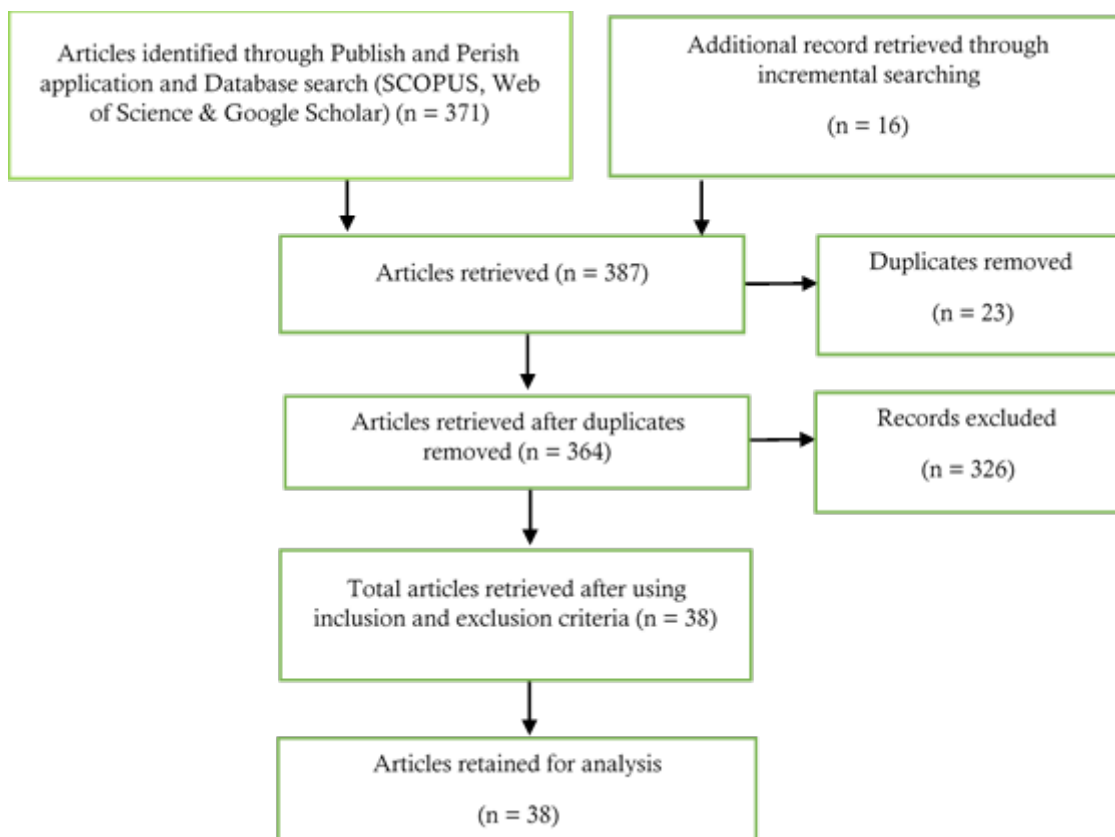 Articles identified through Publish and Perish
application and Database search (SCOPUS, Web
of Science & Google Scholar) (n = 371)
Additional record retrieved through
incremental searching
(n = 16)
Articles retrieved (n = 387)
Duplicates removed
(n = 23)
Articles retrieved after duplicates
removed (n = 364)
Records excluded
(n = 326)
Total articles retrieved after using
inclusion and exclusion criteria (n = 38)
Articles retained for analysis
(n = 38)